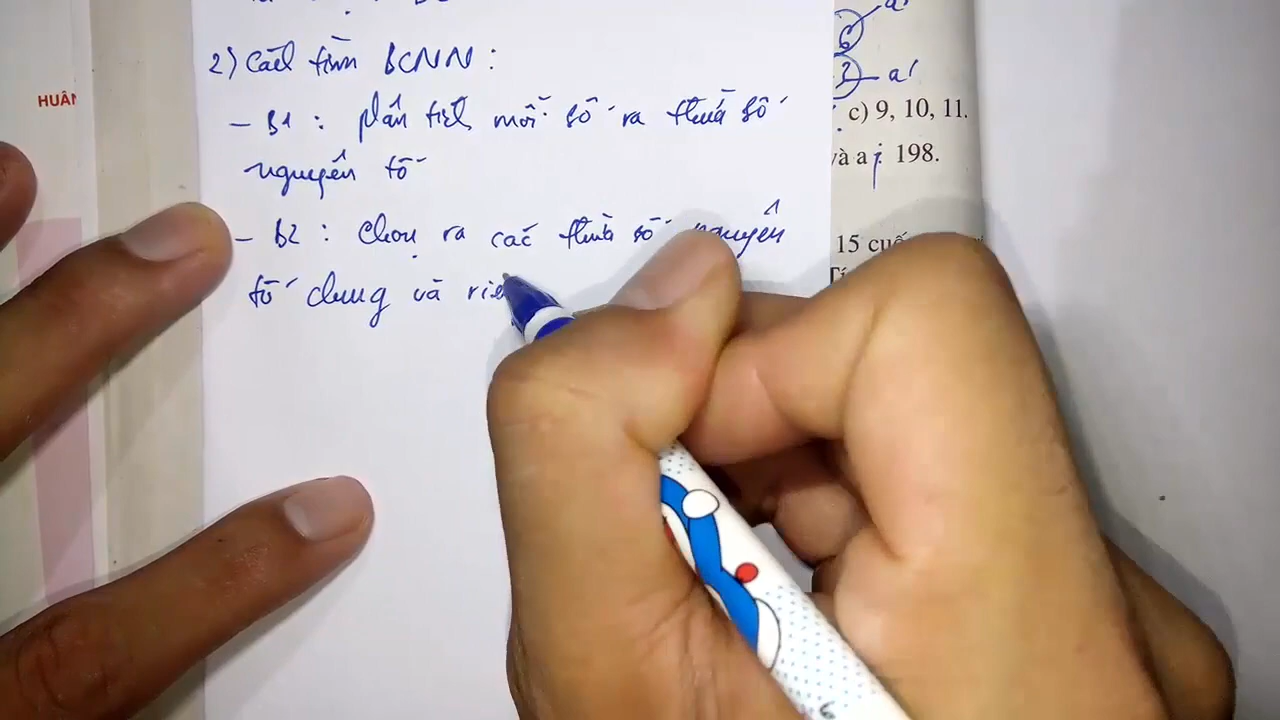 2) Cách tìm BCNN :
- B1 : phân tích mỗi số ra thừa số
nguyên tố
- B2 : chọn ra các thừa số nguyên
tố chung và riê
HUÂN
a!
6
a!
c) 9, 10, 11.
và a ⋮ 198.
15 cuố